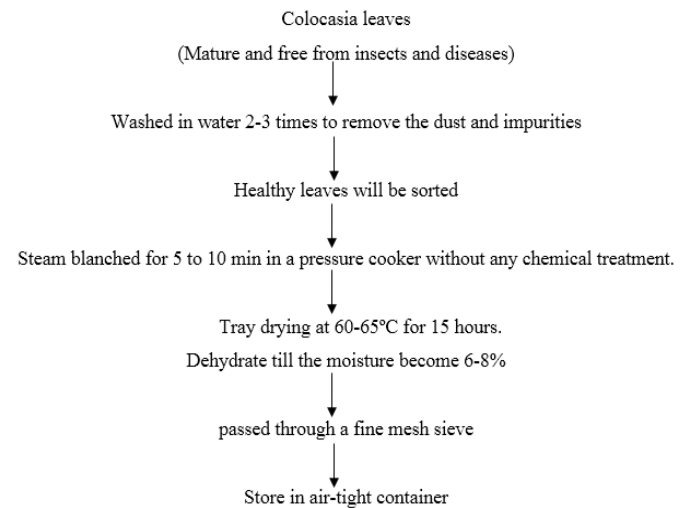 Colocasia leaves
(Mature and free from insects and diseases)
Washed in water 2-3 times to remove the dust and impurities
Healthy leaves will be sorted
Steam blanched for 5 to 10 min in a pressure cooker without any chemical treatment.
Tray drying at 60-65°C for 15 hours.
Dehydrate till the moisture become 6-8%
passed through a fine mesh sieve
Store in air-tight container